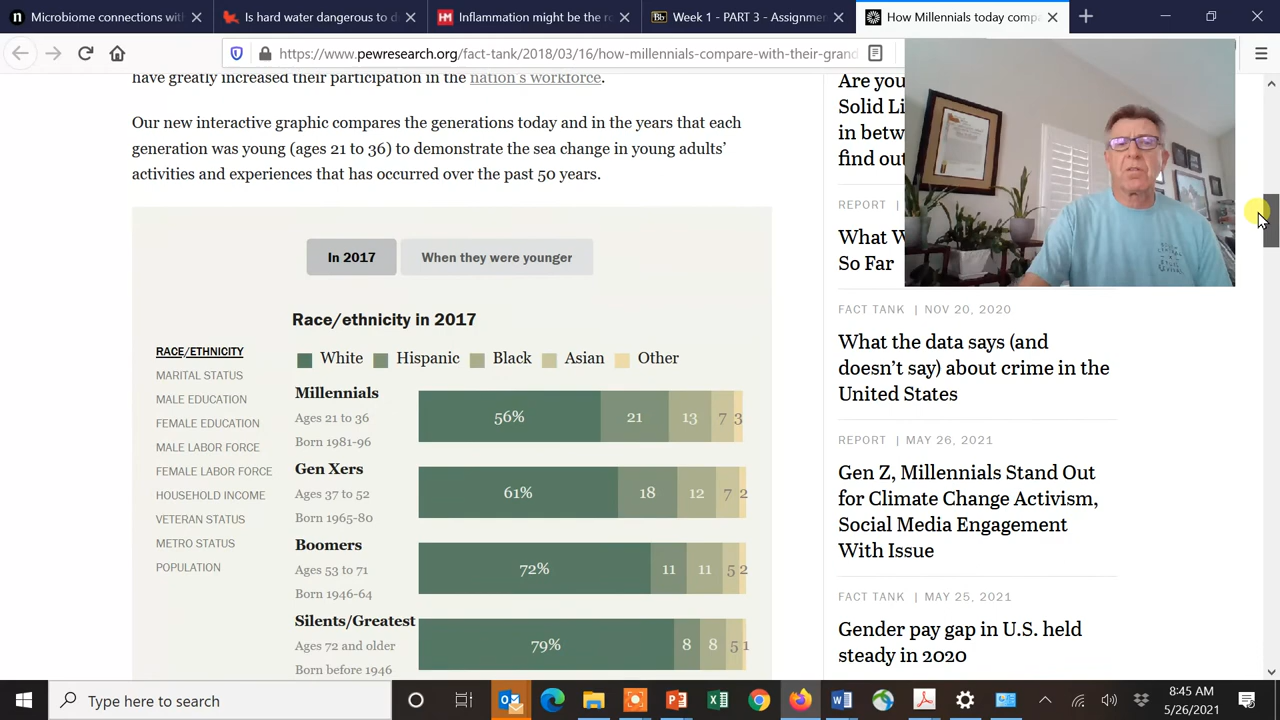 Microbiome connections wit
Is hard water dangerous to d
Inflammation might be the ro
Week 1 - PART 3 - Assignme
How Millennials today comp
https://www.pewresearch.org/fact-tank/2018/03/16/how-millennials-compare-with-their-grand
have greatly increased their participation in the nation's workforce.
Our new interactive graphic compares the generations today and in the years that each
generation was young (ages 21 to 36) to demonstrate the sea change in young adults'
activities and experiences that has occurred over the past 50 years.
In 2017
When they were younger
Race/ethnicity in 2017
White Hispanic Black Asian Other
RACE/ETHNICITY
MARITAL STATUS
MALE EDUCATION
FEMALE EDUCATION
MALE LABOR FORCE
FEMALE LABOR FORCE
HOUSEHOLD INCOME
VETERAN STATUS
METRO STATUS
POPULATION
Millennials
Ages 21 to 36
Born 1981-96
56% 21 13 7 3
Gen Xers
Ages 37 to 52
Born 1965-80
61% 18 12 7 2
Boomers
Ages 53 to 71
Born 1946-64
72% 11 11 5 2
Silents/Greatest
Ages 72 and older
Born before 1946
79% 8 8 5 1
Are you
Solid Li
in betw
find out
REPORT |
What W
So Far
FACT TANK | NOV 20, 2020
What the data says (and
doesn't say) about crime in the
United States
REPORT | MAY 26, 2021
Gen Z, Millennials Stand Out
for Climate Change Activism,
Social Media Engagement
With Issue
FACT TANK | MAY 25, 2021
Gender pay gap in U.S. held
steady in 2020
Type here to search
8:45 AM
5/26/2021